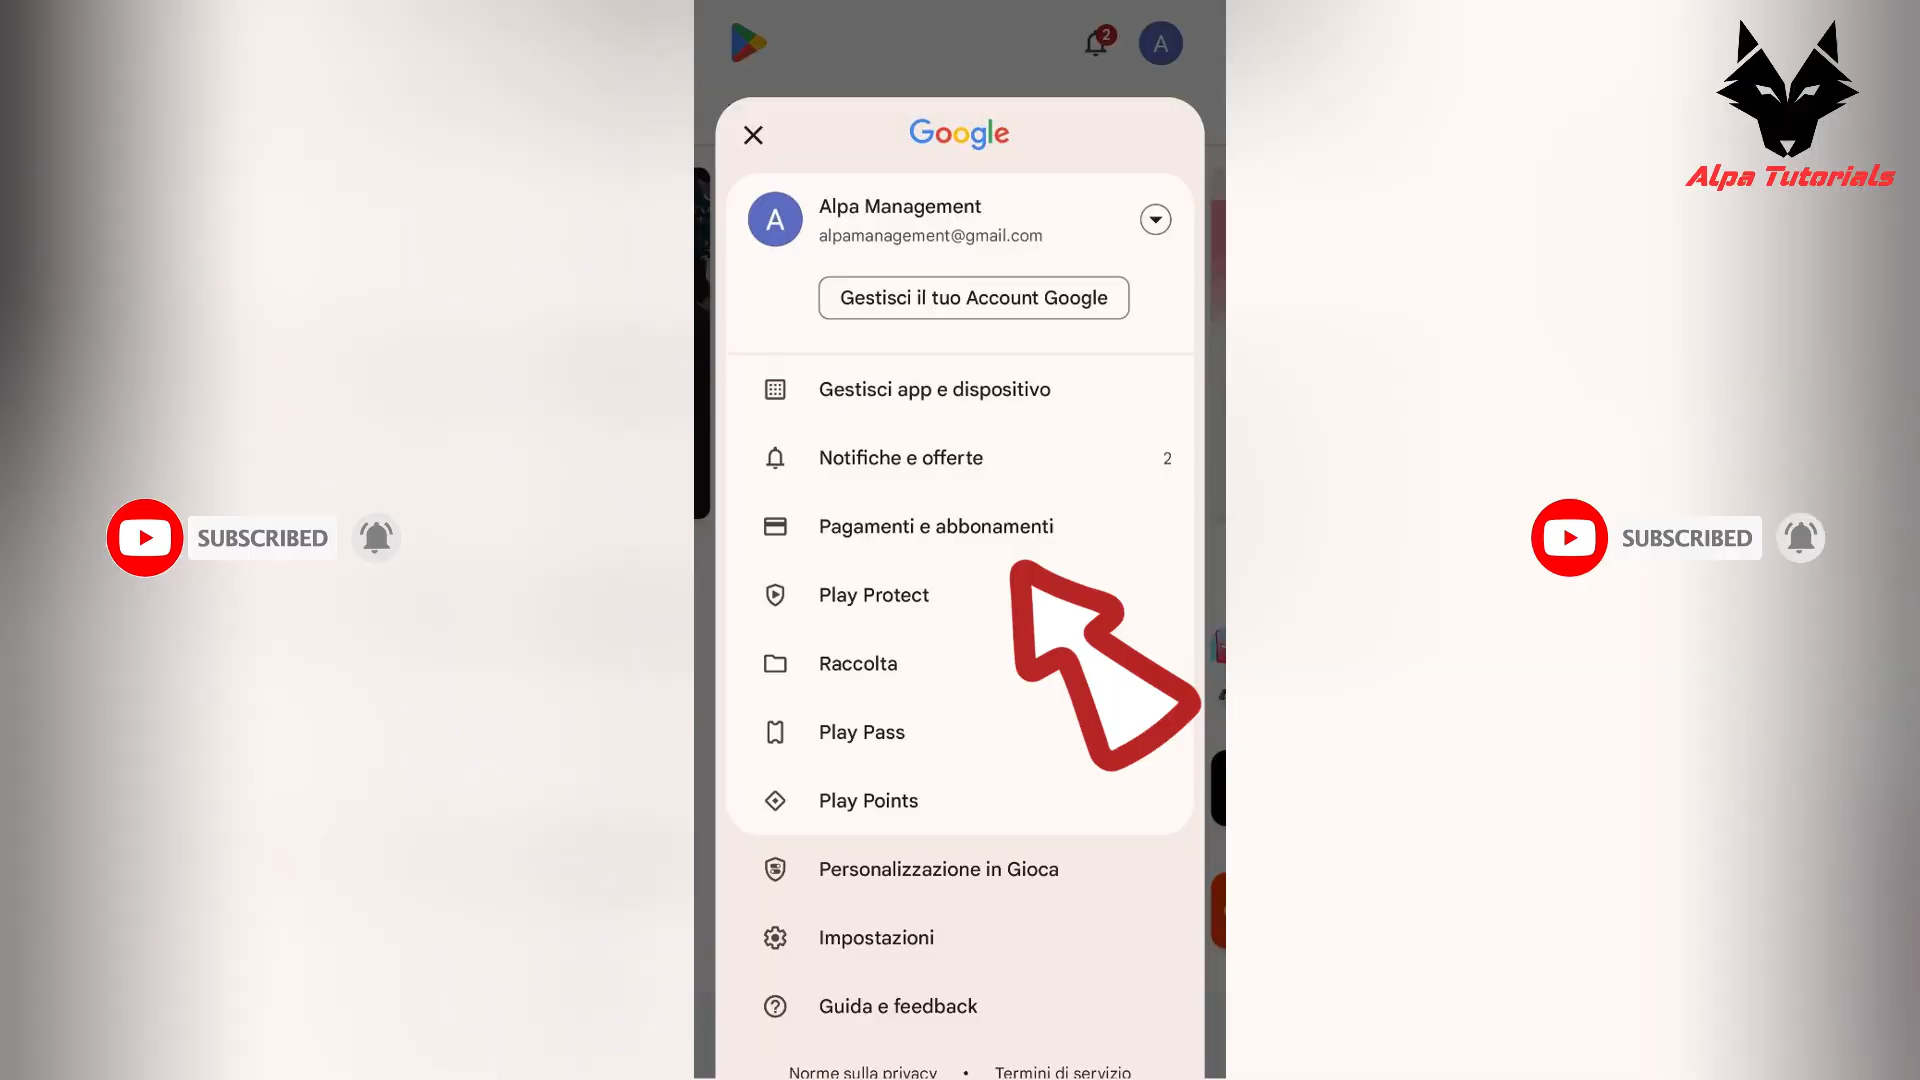 2
A
Alpa Tutorials
Google
A
Alpa Management
alpamanagement@gmail.com
Gestisci il tuo Account Google
Gestisci app e dispositivo
Notifiche e offerte 2
Pagamenti e abbonamenti
SUBSCRIBED
SUBSCRIBED
Play Protect
Raccolta
Play Pass
Play Points
Personalizzazione in Gioca
Impostazioni
Guida e feedback
Norme sulla privacy • Termini di servizio